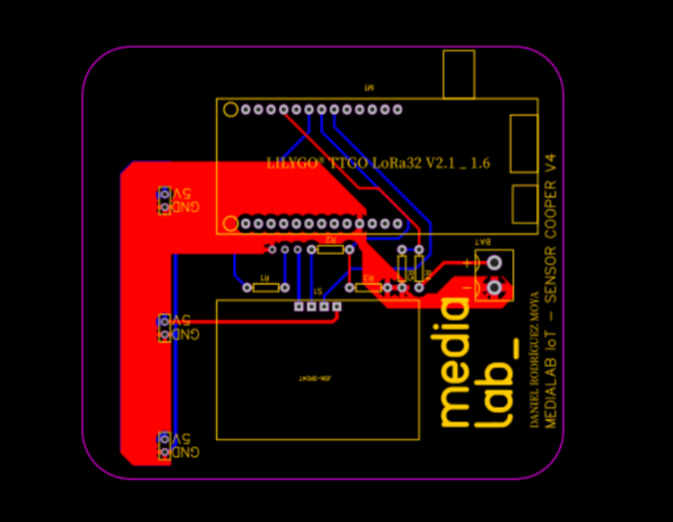 M1
LILYGO® TTGO LoRa32 V2.1 _ 1.6
5V
GND
R2
BAT
+
-
R1
R3
S1
5V
GND
JSN-SR04T
media
lab_
DANIEL RODRÍGUEZ MOYA
MEDIALAB IoT - SENSOR COOPER V4
5V
GND